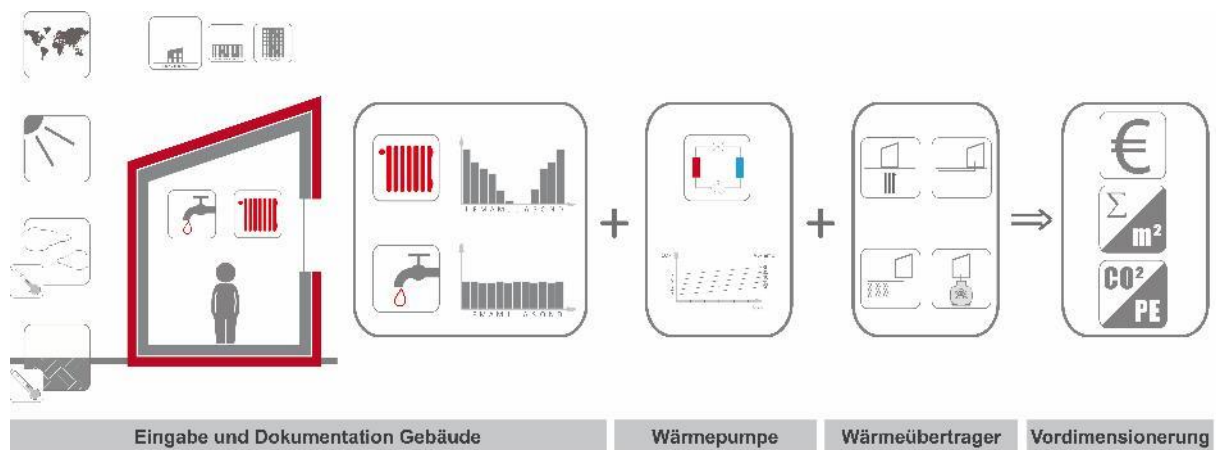 €
Σ
m²
CO²
PE
Eingabe und Dokumentation Gebäude
Wärmepumpe
Wärmeübertrager
Vordimensionierung